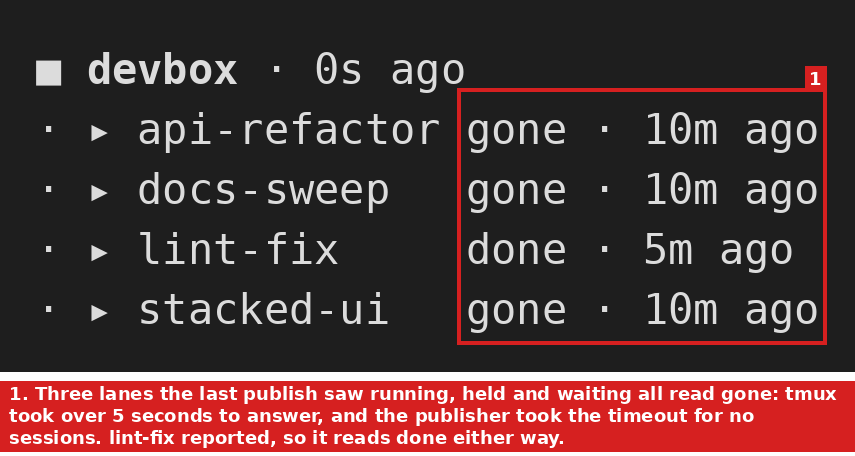 ■ devbox · 0s ago
1
· ▸ api-refactor gone · 10m ago
· ▸ docs-sweep gone · 10m ago
· ▸ lint-fix done · 5m ago
· ▸ stacked-ui gone · 10m ago
1. Three lanes the last publish saw running, held and waiting all read gone: tmux
took over 5 seconds to answer, and the publisher took the timeout for no
sessions. lint-fix reported, so it reads done either way.